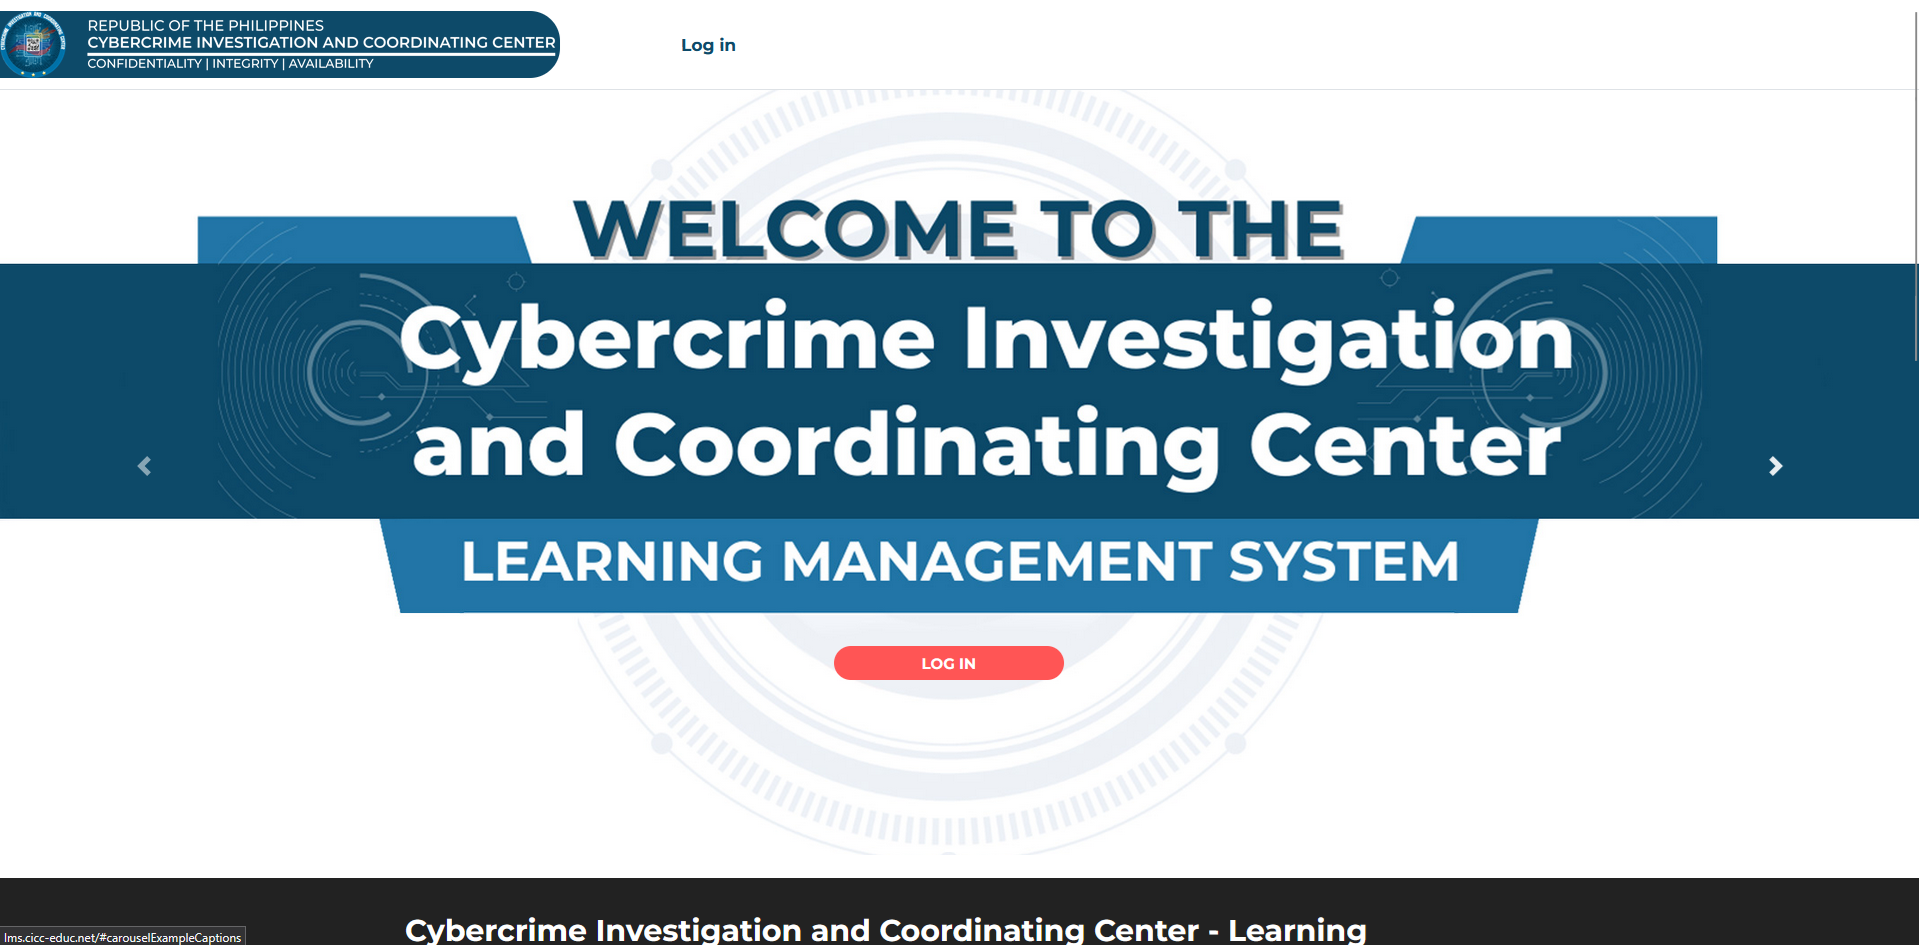 REPUBLIC OF THE PHILIPPINES
CYBERCRIME INVESTIGATION AND COORDINATING CENTER
CONFIDENTIALITY | INTEGRITY | AVAILABILITY
Log in
WELCOME TO THE
Cybercrime Investigation
and Coordinating Center
LEARNING MANAGEMENT SYSTEM
LOG IN
Cybercrime Investigation and Coordinating Center - Learning
lms.cicc-educ.net/#carouselExampleCaptions